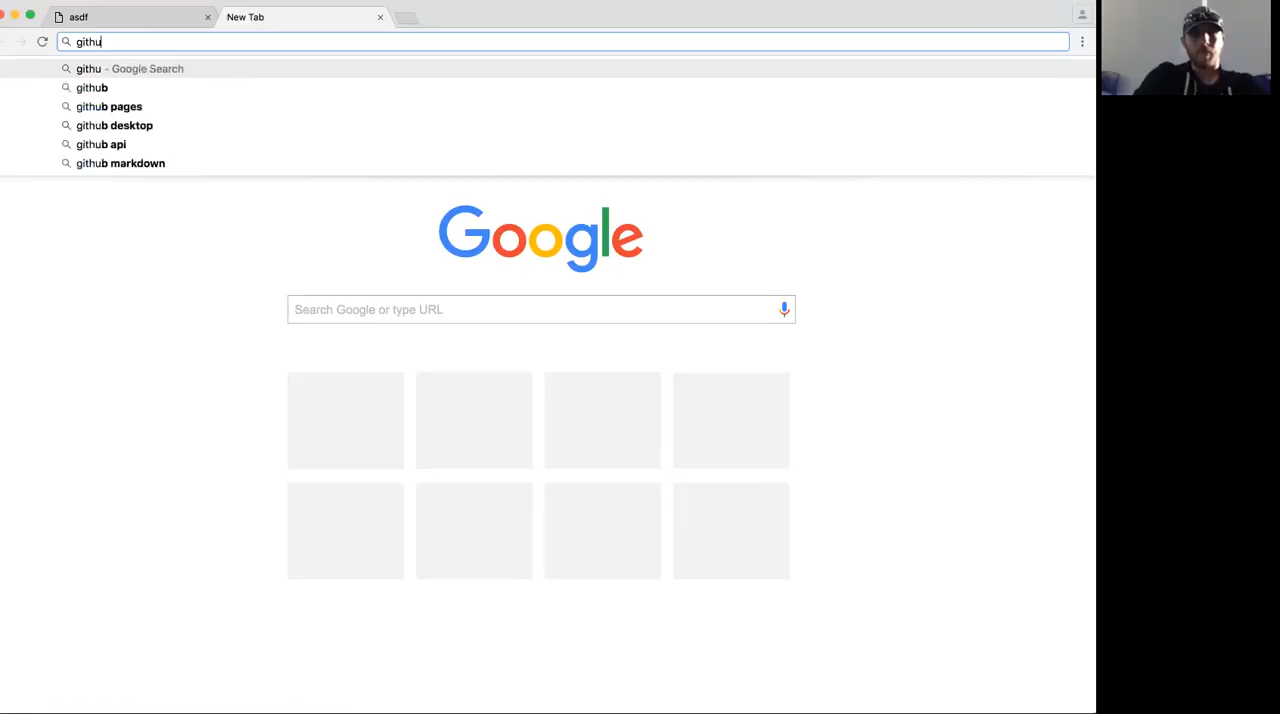 asdf
New Tab
githu
githu - Google Search
github
github pages
github desktop
github api
github markdown
Google
Search Google or type URL